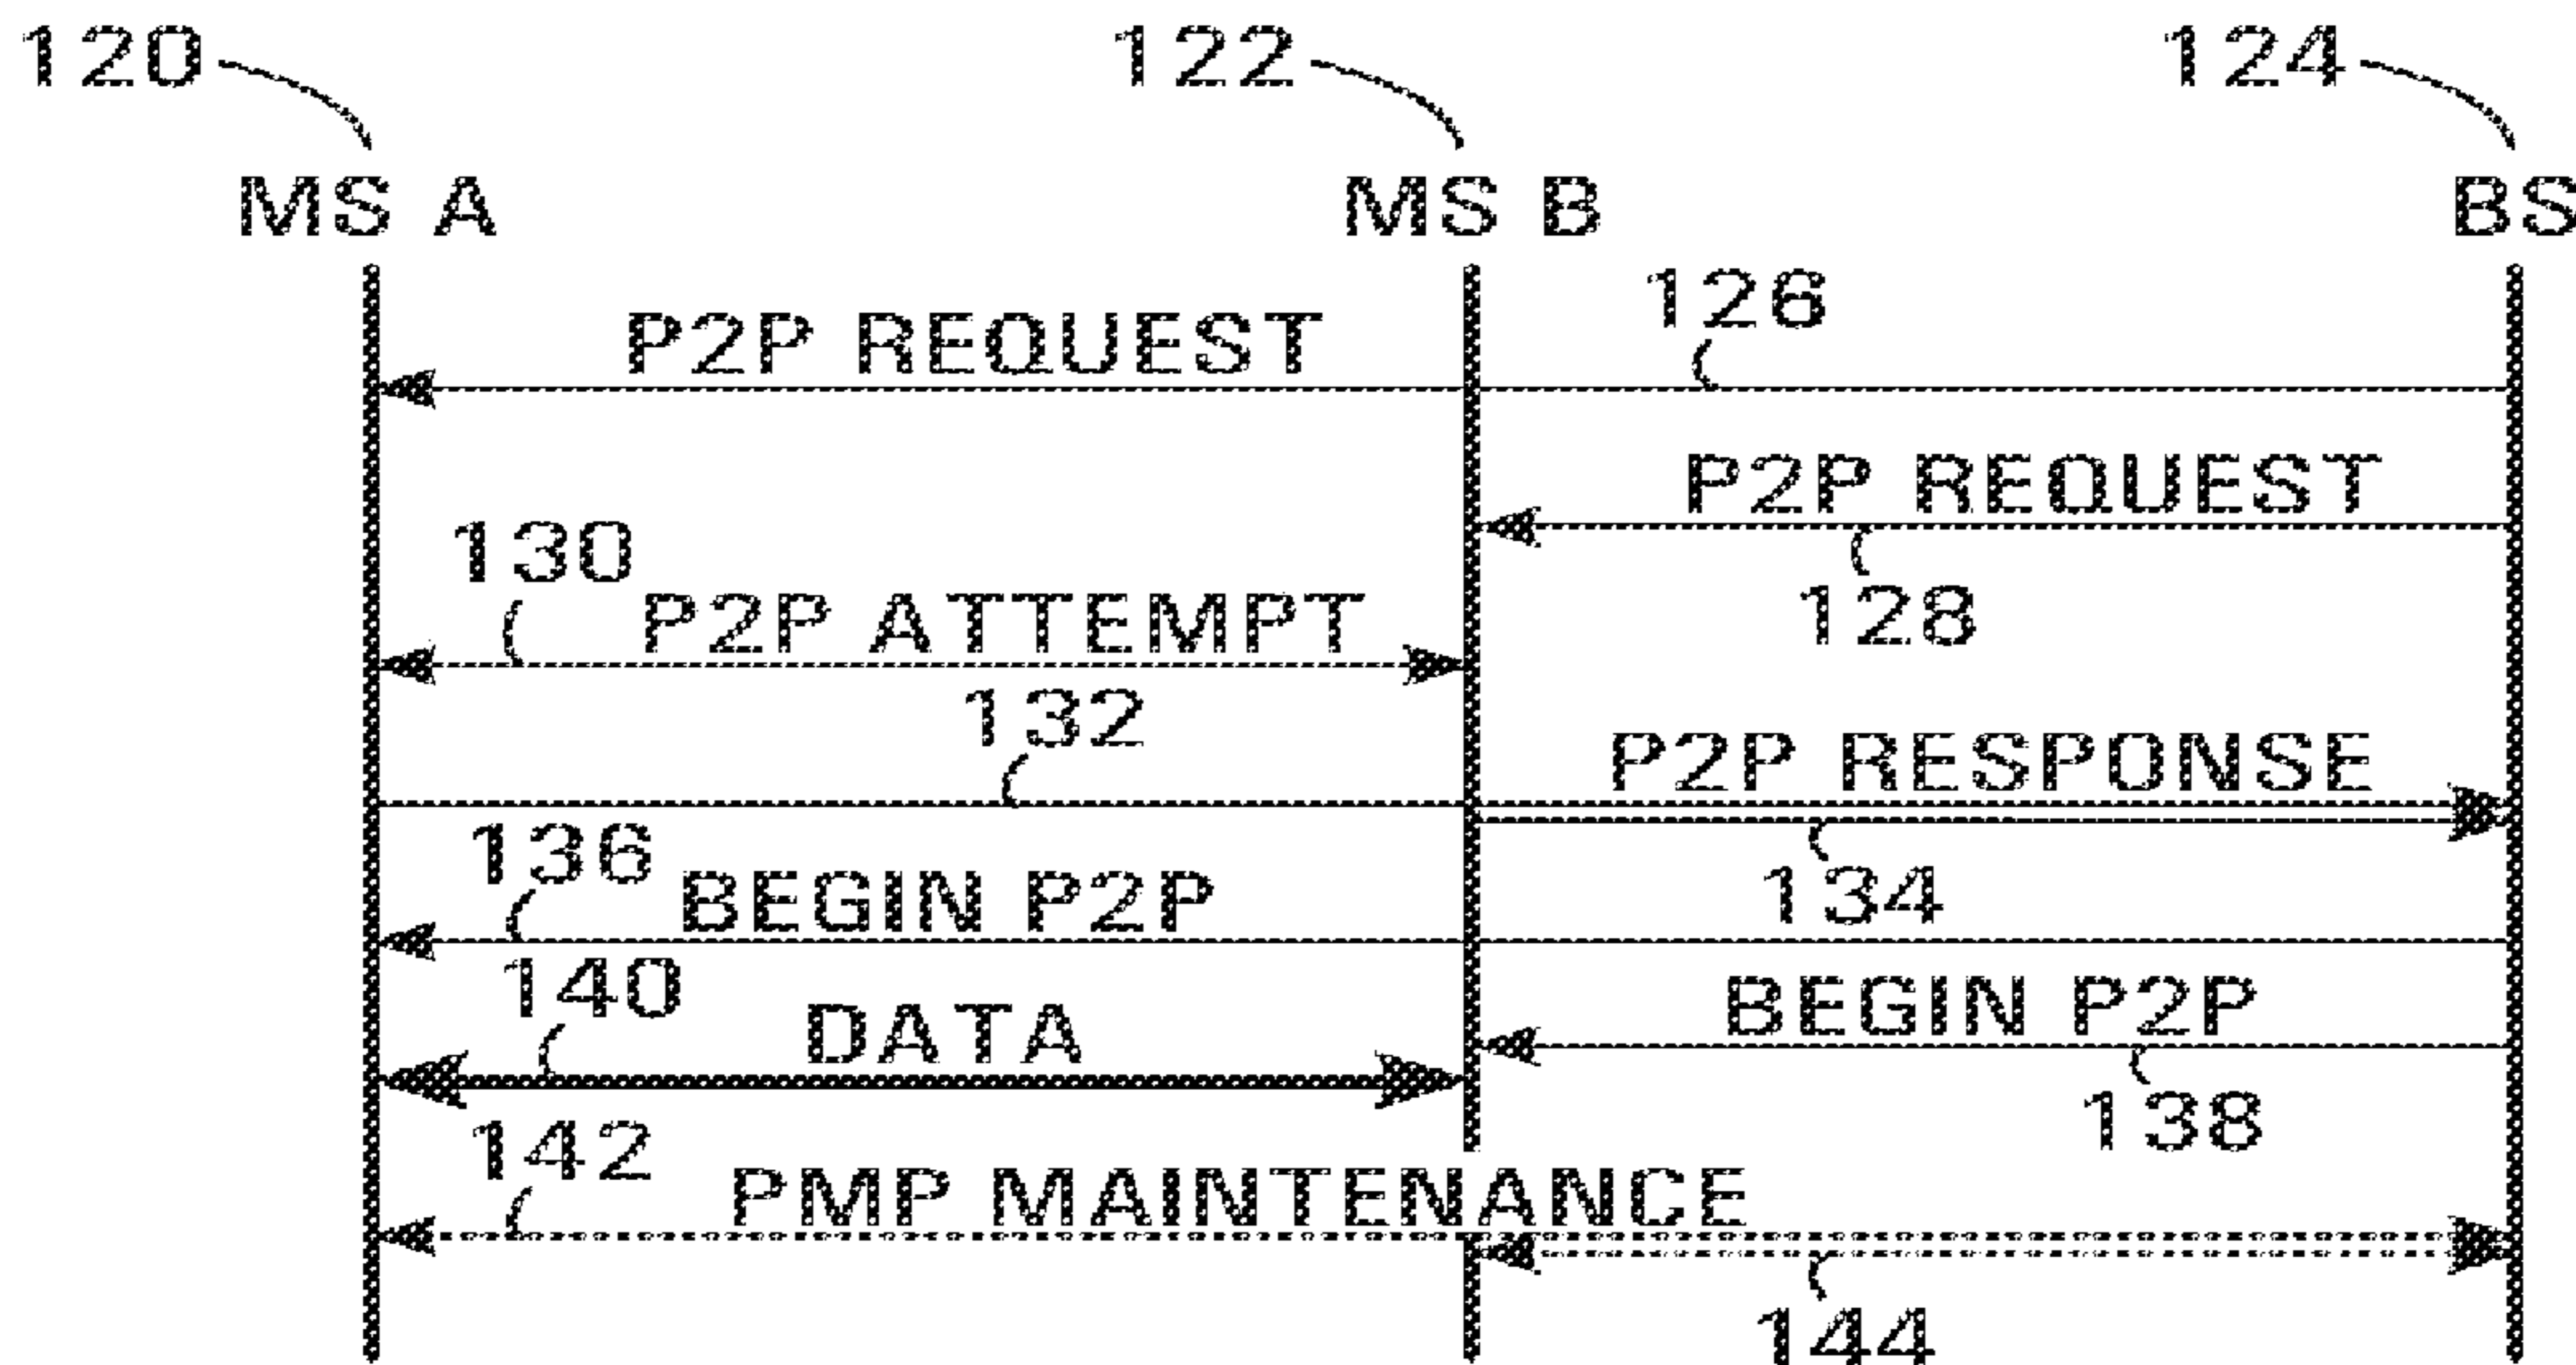 120 122 124
MS A MS B BS
126
P2P REQUEST
P2P REQUEST
130
128
P2P ATTEMPT
132
P2P RESPONSE
136
134
BEGIN P2P
140
BEGIN P2P
DATA
138
142
PMP MAINTENANCE
144